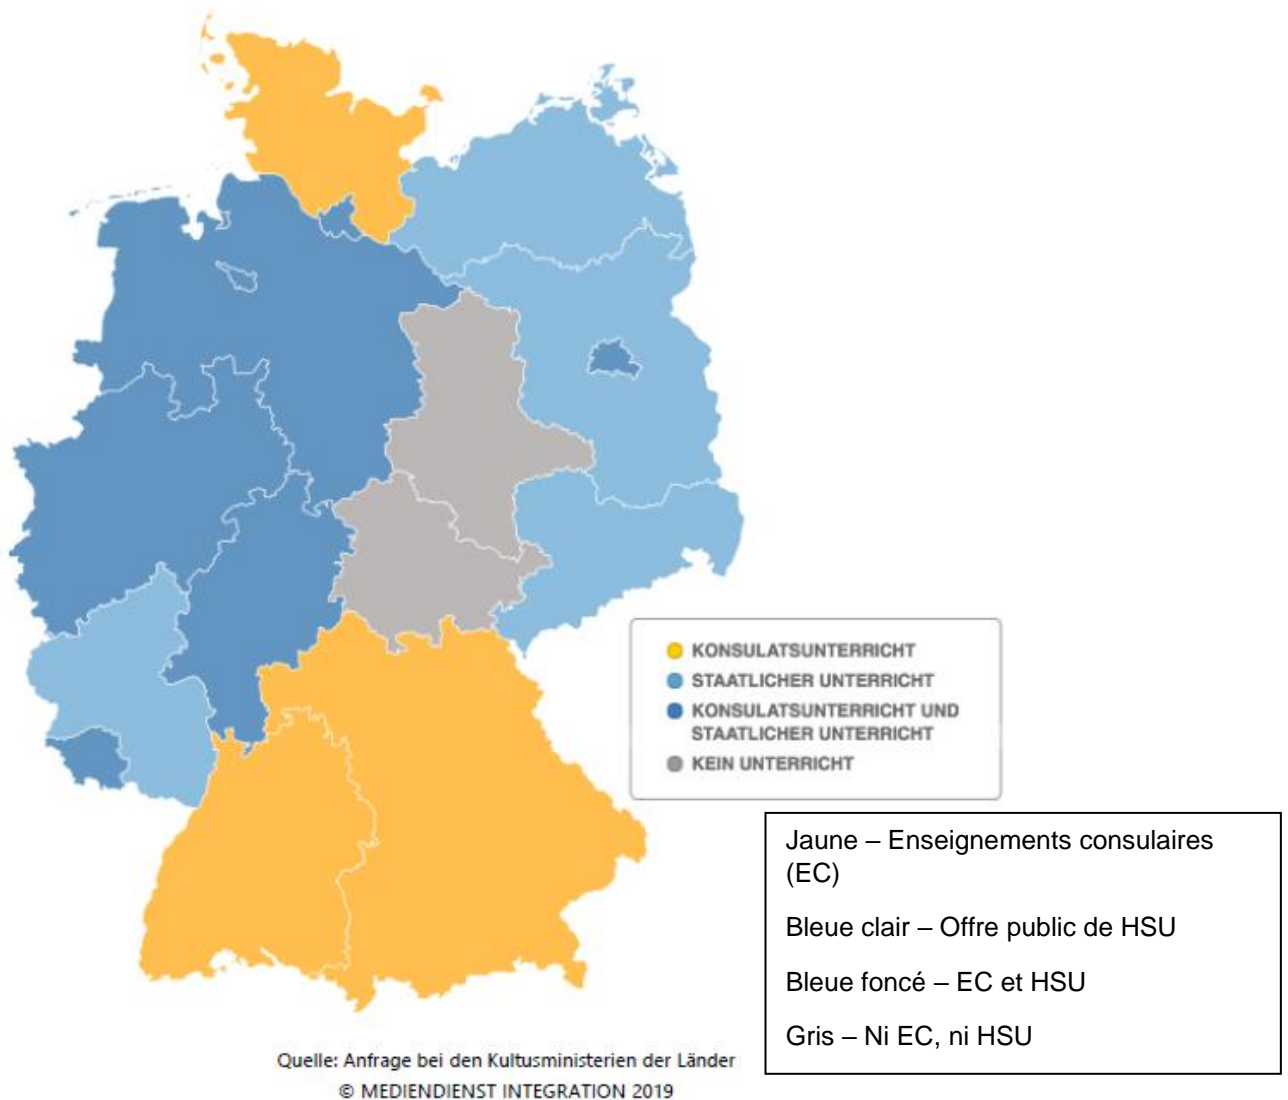 KONSULATSUNTERRICHT
STAATLICHER UNTERRICHT
KONSULATSUNTERRICHT UND
STAATLICHER UNTERRICHT
KEIN UNTERRICHT
Jaune – Enseignements consulaires
(EC)
Bleue clair – Offre public de HSU
Bleue foncé – EC et HSU
Gris – Ni EC, ni HSU
Quelle: Anfrage bei den Kultusministerien der Länder
© MEDIENDIENST INTEGRATION 2019